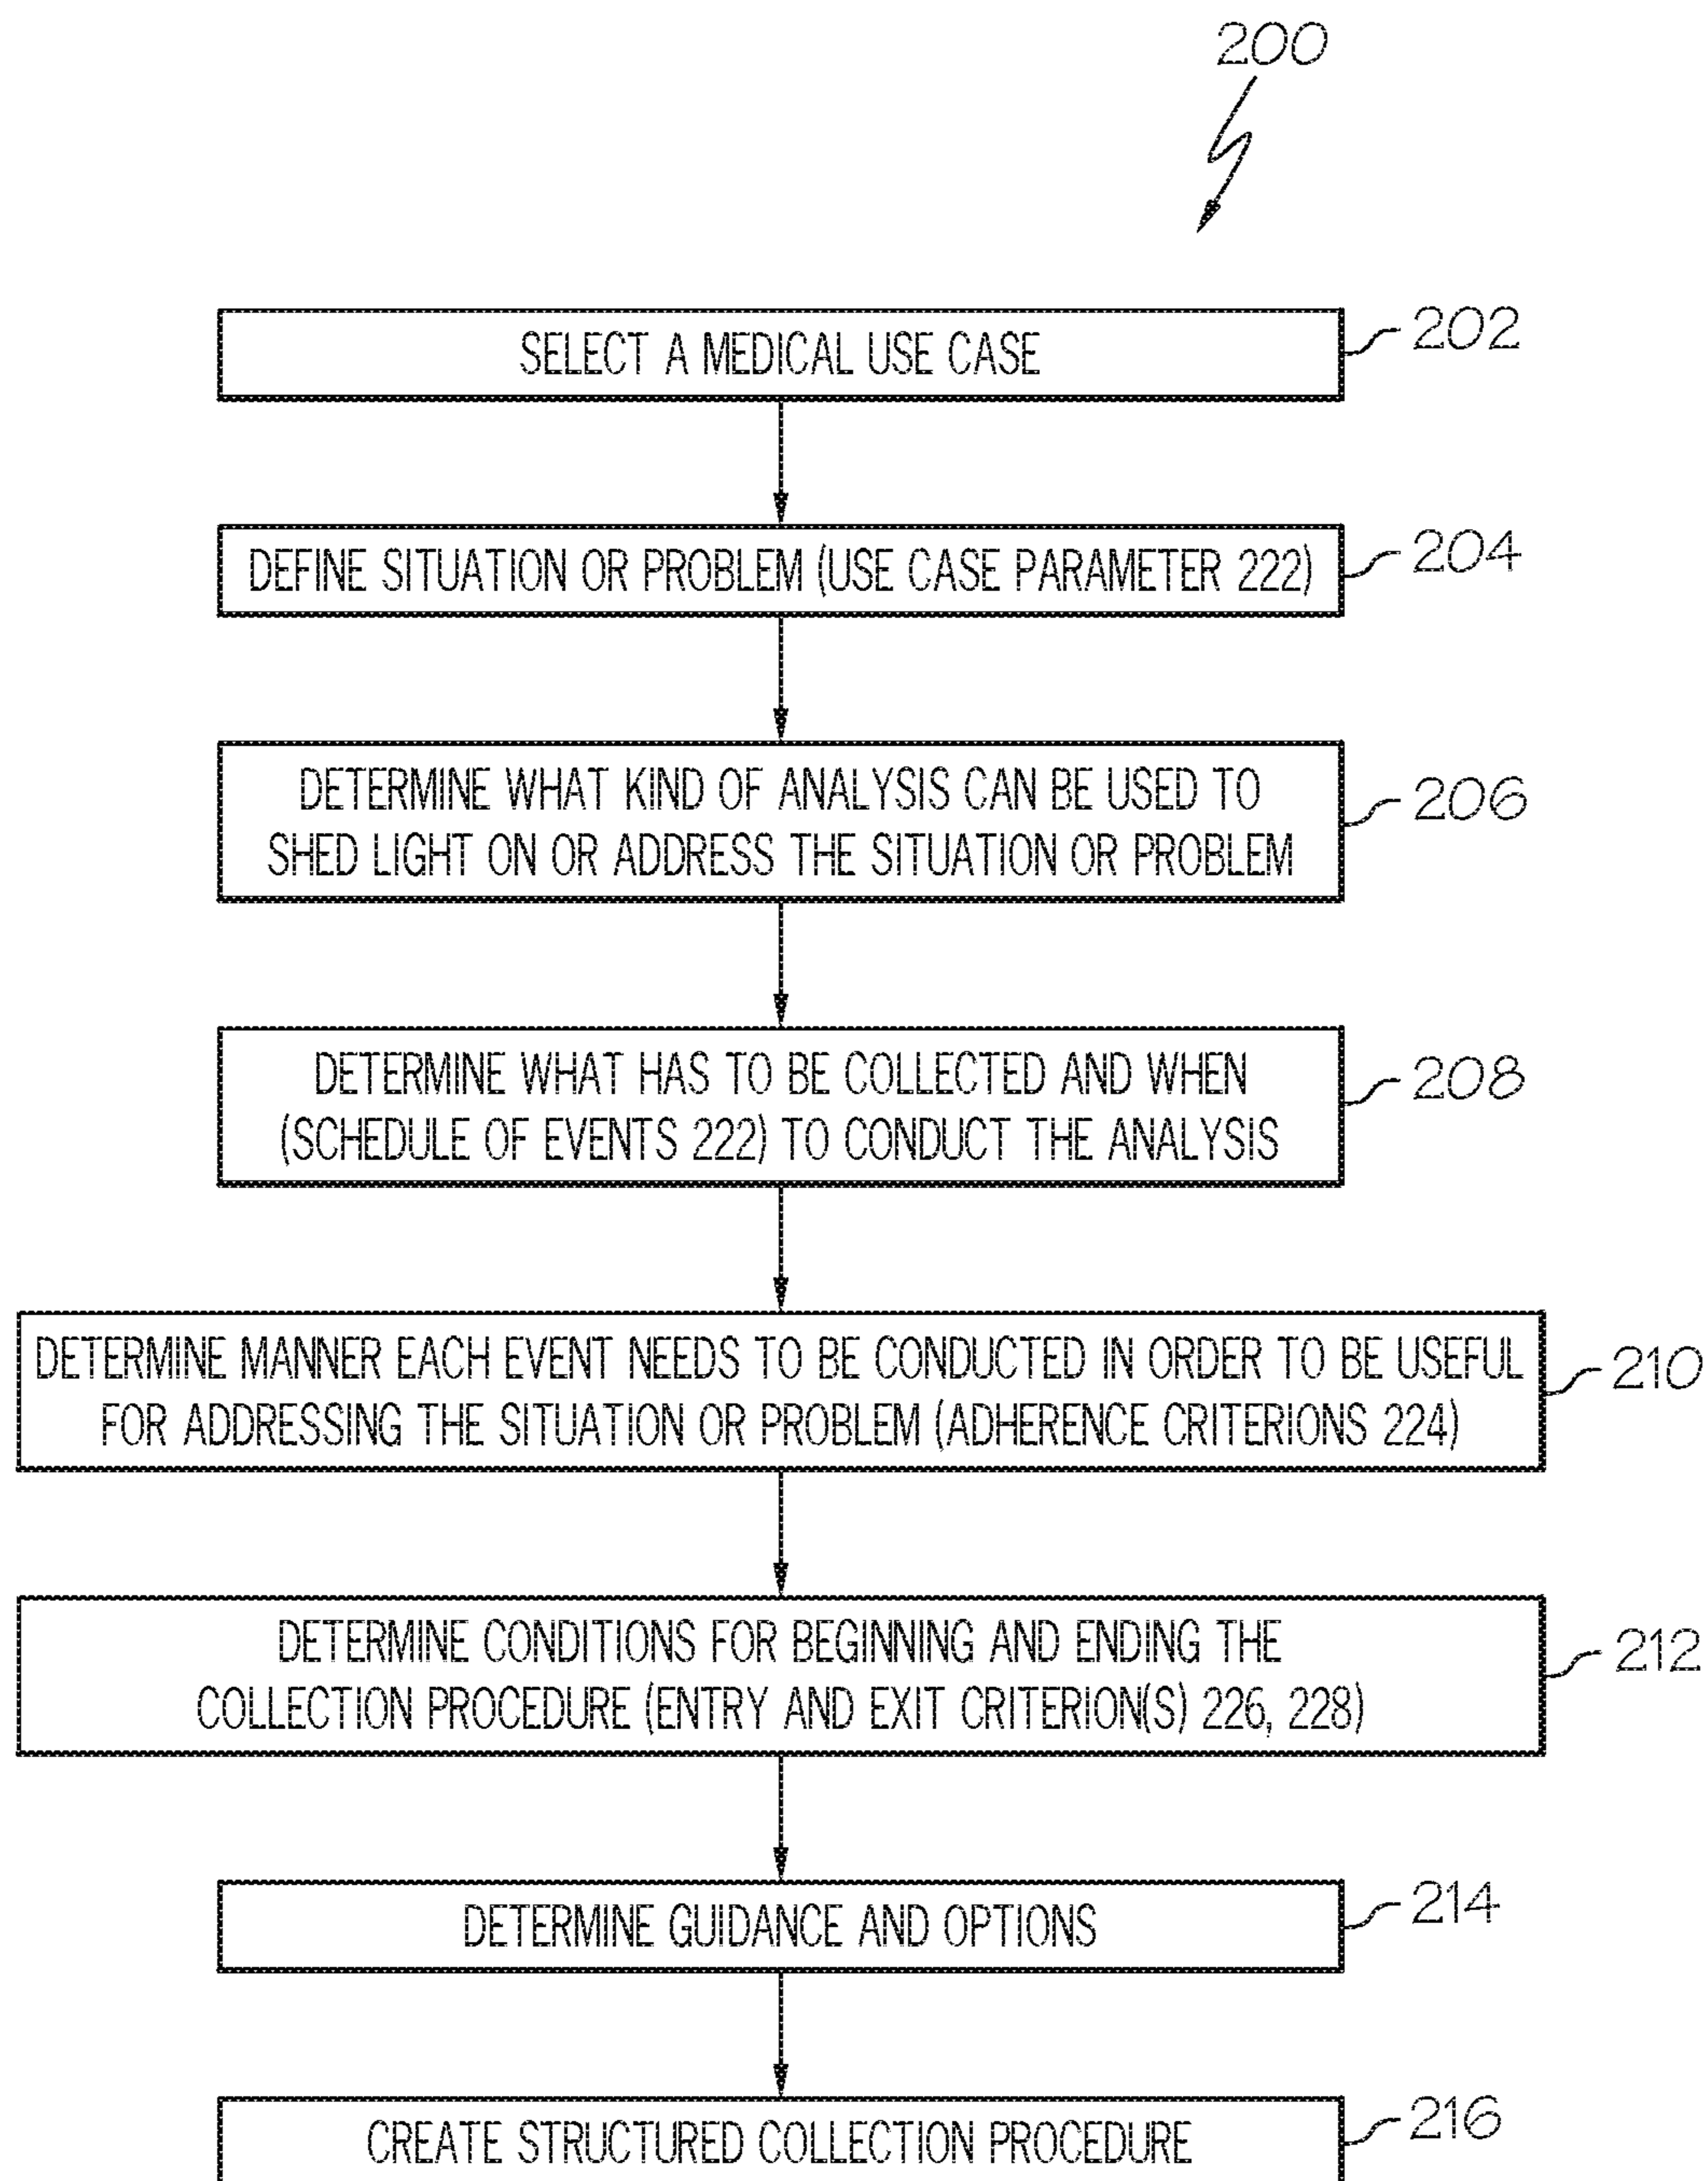 200
SELECT A MEDICAL USE CASE
202
DEFINE SITUATION OR PROBLEM (USE CASE PARAMETER 222)
204
DETERMINE WHAT KIND OF ANALYSIS CAN BE USED TO
SHED LIGHT ON OR ADDRESS THE SITUATION OR PROBLEM
206
DETERMINE WHAT HAS TO BE COLLECTED AND WHEN
(SCHEDULE OF EVENTS 222) TO CONDUCT THE ANALYSIS
208
DETERMINE MANNER EACH EVENT NEEDS TO BE CONDUCTED IN ORDER TO BE USEFUL
FOR ADDRESSING THE SITUATION OR PROBLEM (ADHERENCE CRITERIONS 224)
210
DETERMINE CONDITIONS FOR BEGINNING AND ENDING THE
COLLECTION PROCEDURE (ENTRY AND EXIT CRITERION(S) 226, 228)
212
DETERMINE GUIDANCE AND OPTIONS
214
CREATE STRUCTURED COLLECTION PROCEDURE
216